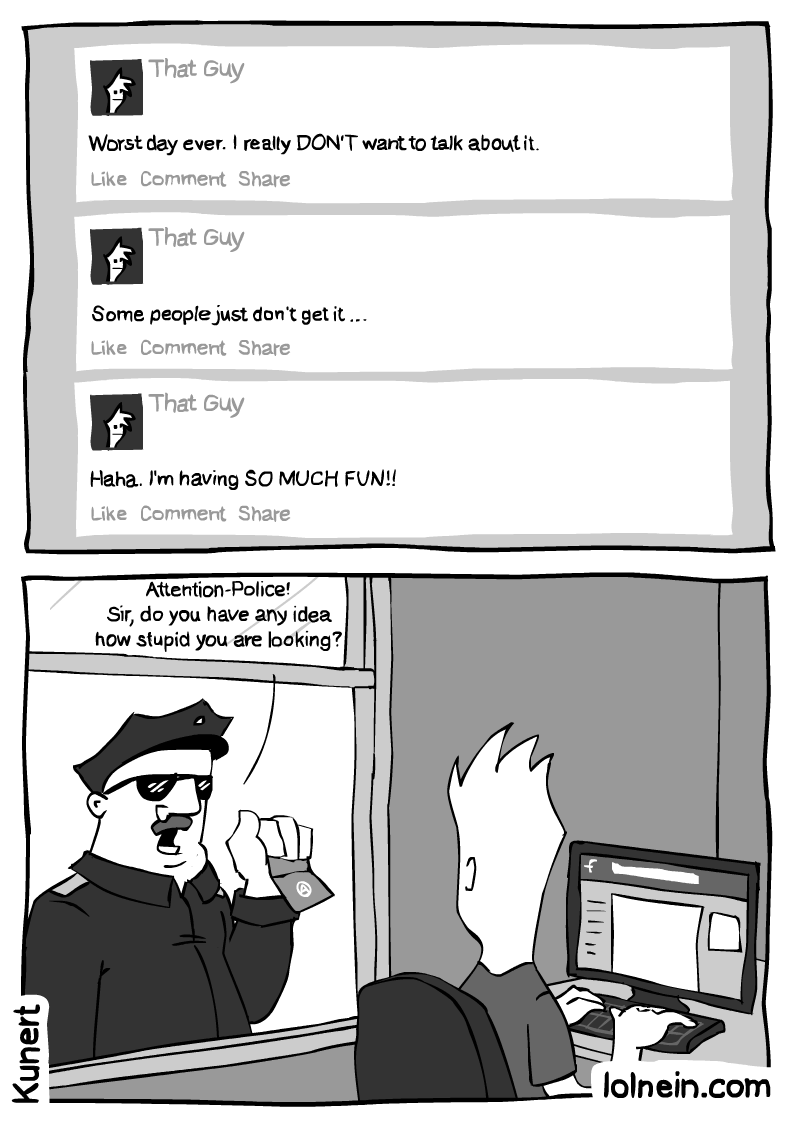 That Guy
Worst day ever. I really DON'T want to talk about it.
Like Comment Share
That Guy
Some people just don't get it ...
Like Comment Share
That Guy
Haha.. I'm having SO MUCH FUN!!
Like Comment Share
Attention-Police!
Sir, do you have any idea
how stupid you are looking?
A
f
Kunert
lolnein.com